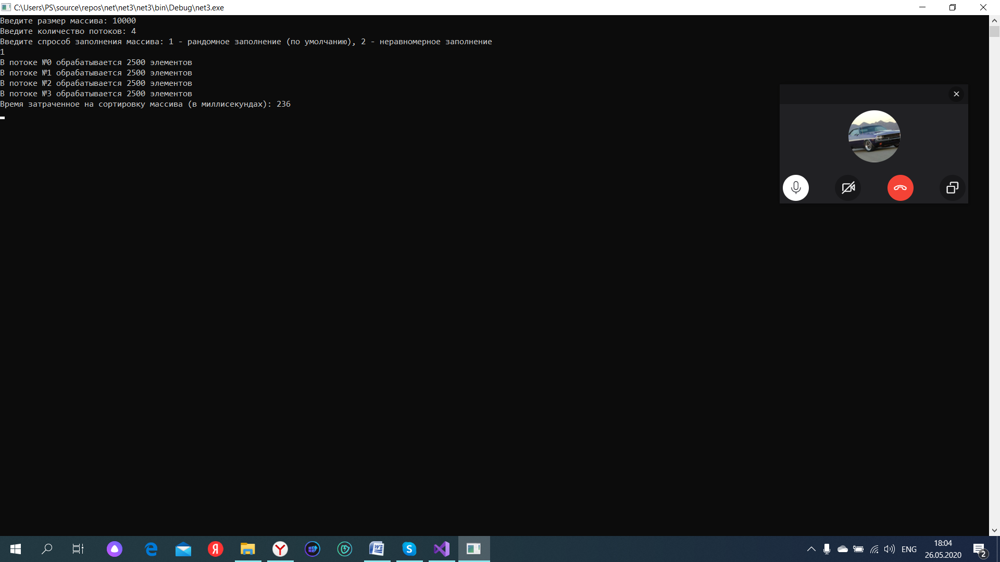 C:\Users\PS\source\repos\net\net3\net3\bin\Debug\net3.exe
Введите размер массива: 10000
Введите количество потоков: 4
Введите способ заполнения массива: 1 - рандомное заполнение (по умолчанию), 2 - неравномерное заполнение
1
В потоке №0 обрабатывается 2500 элементов
В потоке №1 обрабатывается 2500 элементов
В потоке №2 обрабатывается 2500 элементов
В потоке №3 обрабатывается 2500 элементов
Время затраченное на сортировку массива (в миллисекундах): 236
ENG
18:04
26.05.2020
2